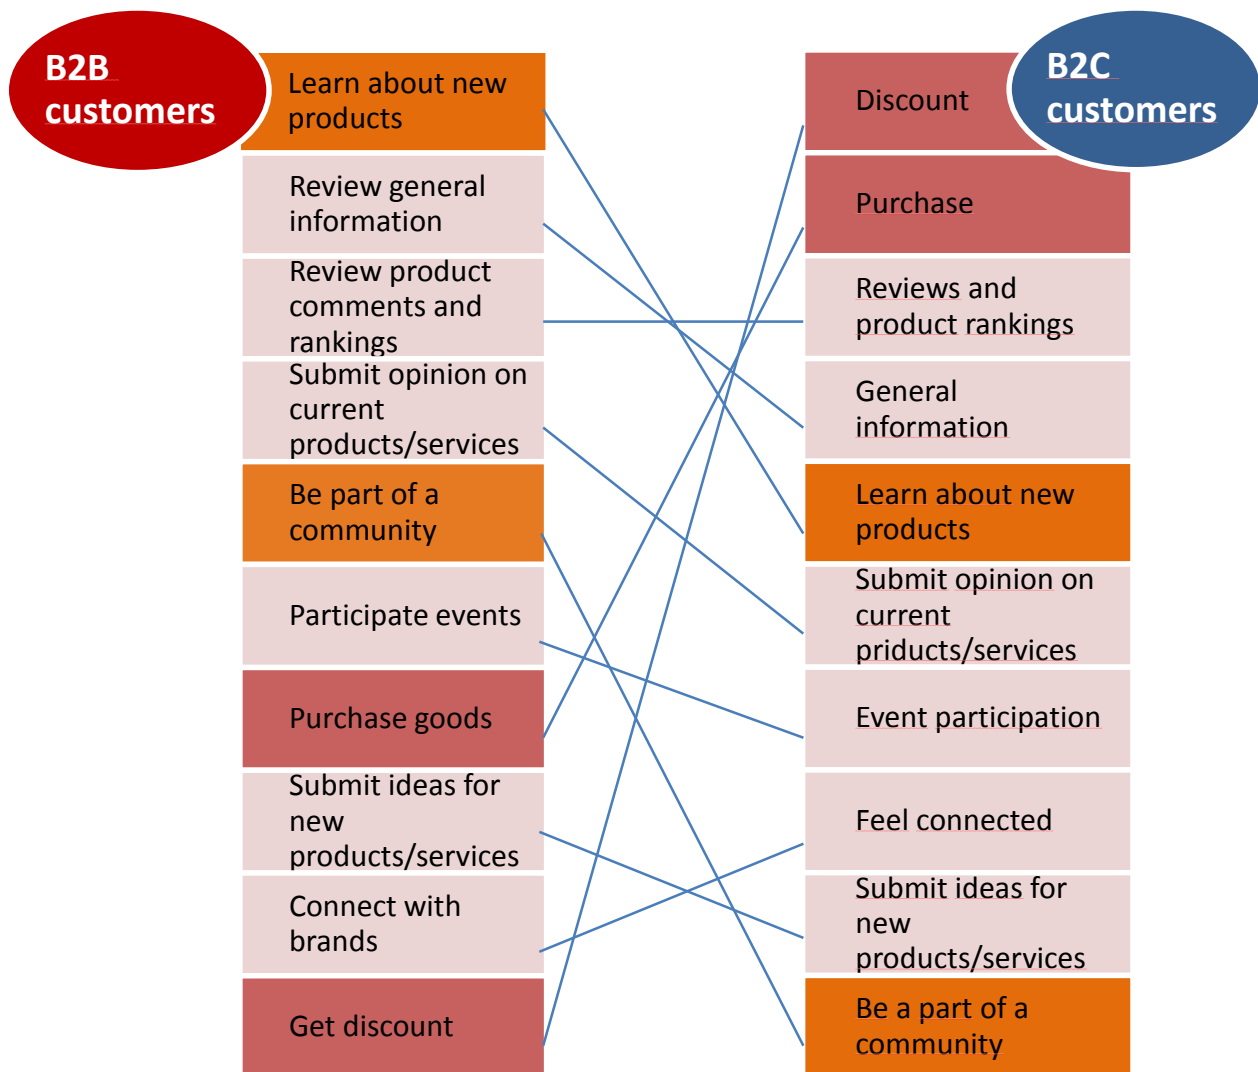 B2B
customers
Learn about new
products
Review general
information
Review product
comments and
rankings
Submit opinion on
current
products/services
Be part of a
community
Participate events
Purchase goods
Submit ideas for
new
products/services
Connect with
brands
Get discount
B2C
customers
Discount
Purchase
Reviews and
product rankings
General
information
Learn about new
products
Submit opinion on
current
priducts/services
Event participation
Feel connected
Submit ideas for
new
products/services
Be a part of a
community